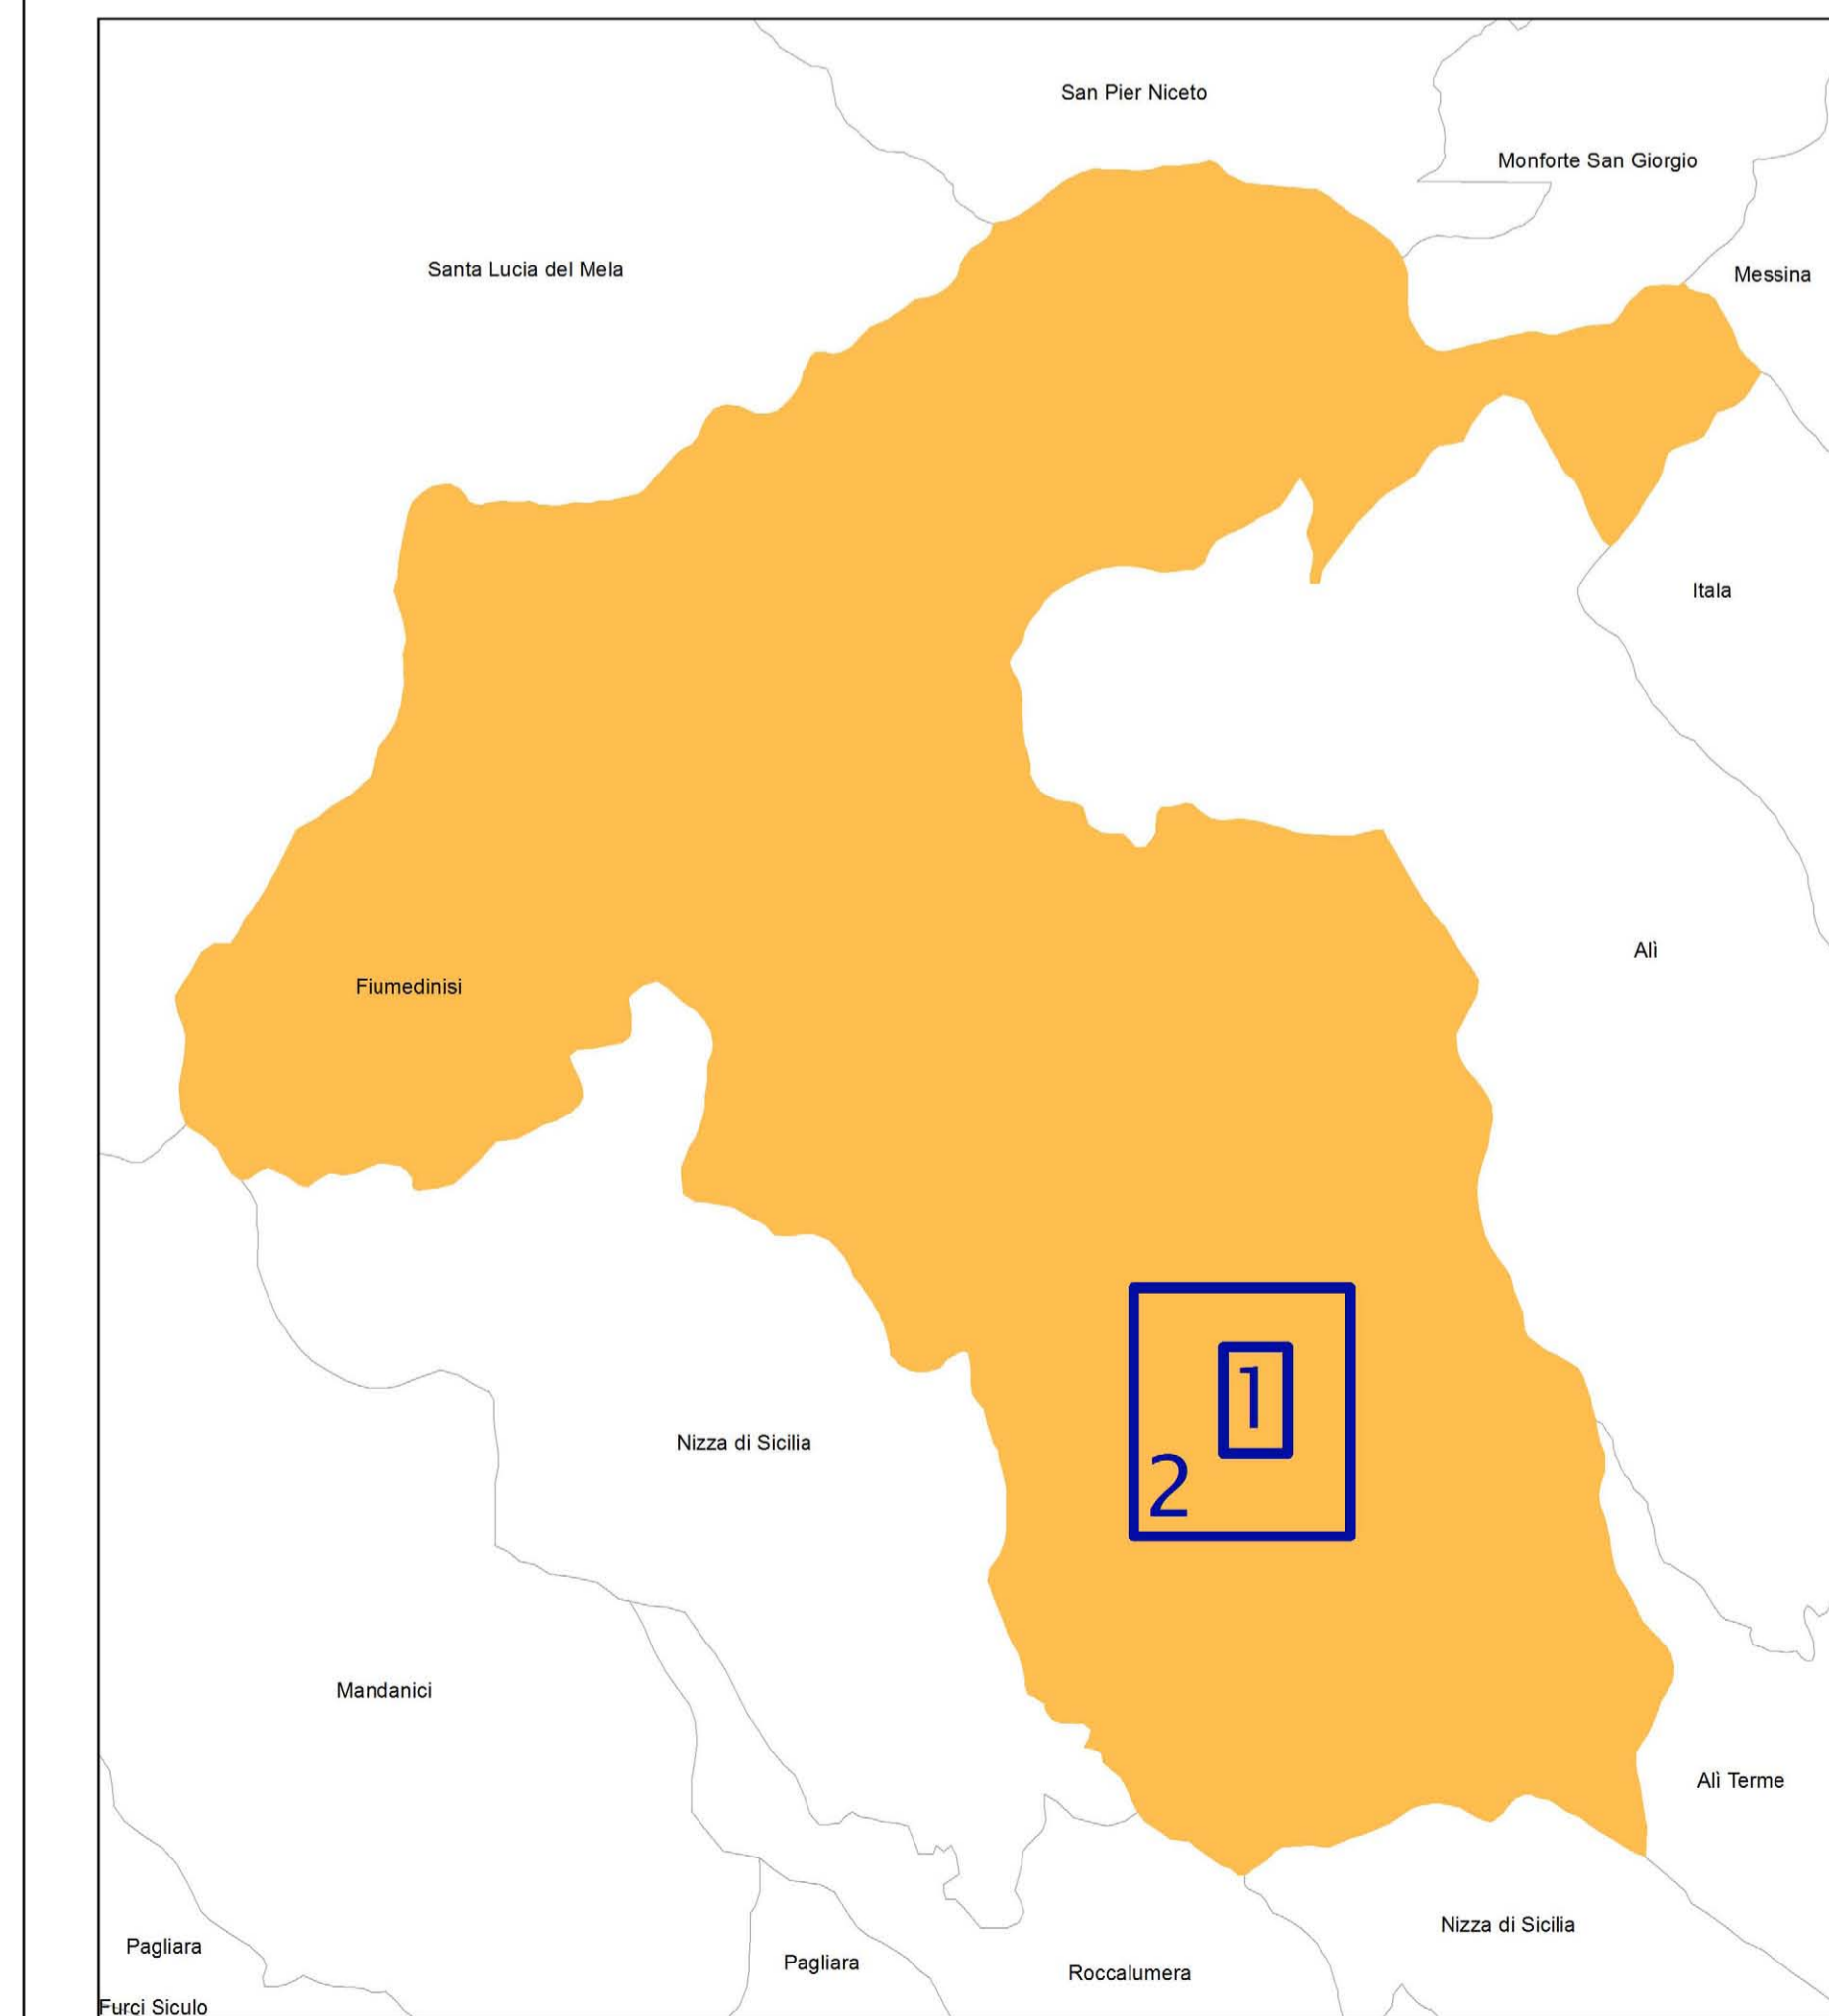 San Pier Niceto
Monforte San Giorgio
Santa Lucia del Mela
Messina
Itala
Alì
Fiumedinisi
1
Nizza di Sicilia
2
Mandanici
Alì Terme
Nizza di Sicilia
Pagliara
Pagliara
Roccalumera
Furci Siculo